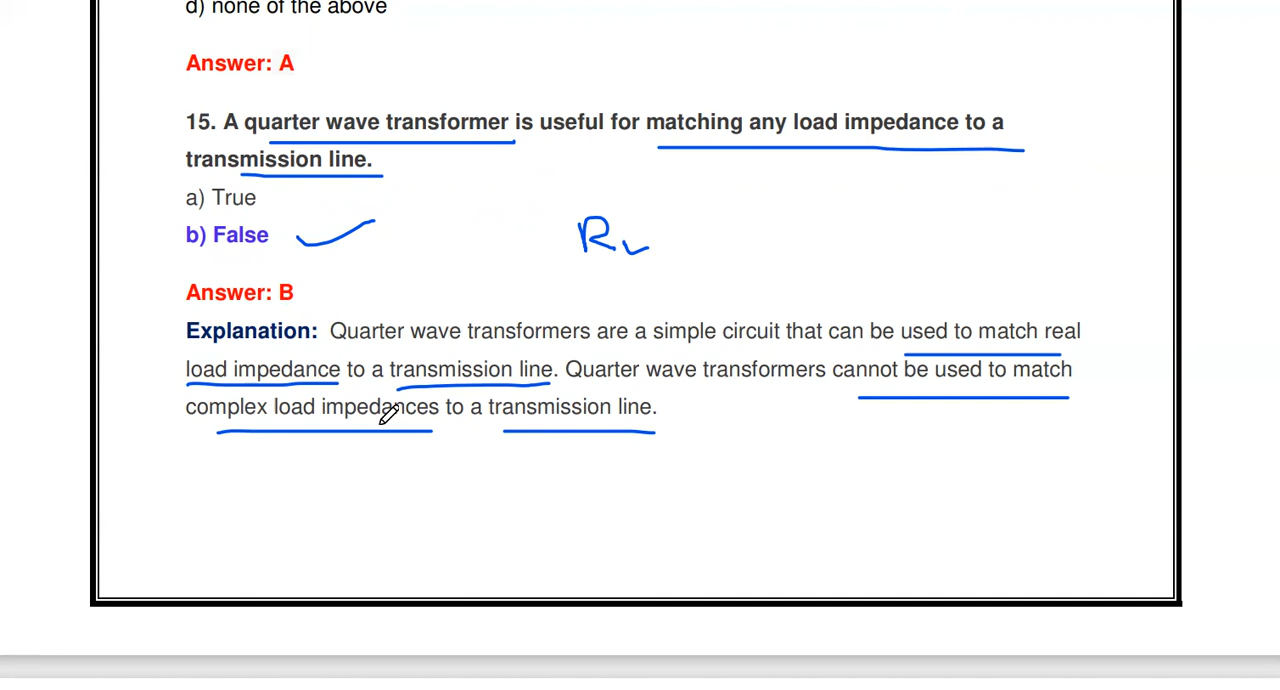 d) none of the above
Answer: A
15. A quarter wave transformer is useful for matching any load impedance to a
transmission line.
a) True
b) False
RL
Answer: B
Explanation: Quarter wave transformers are a simple circuit that can be used to match real
load impedance to a transmission line. Quarter wave transformers cannot be used to match
complex load impedances to a transmission line.